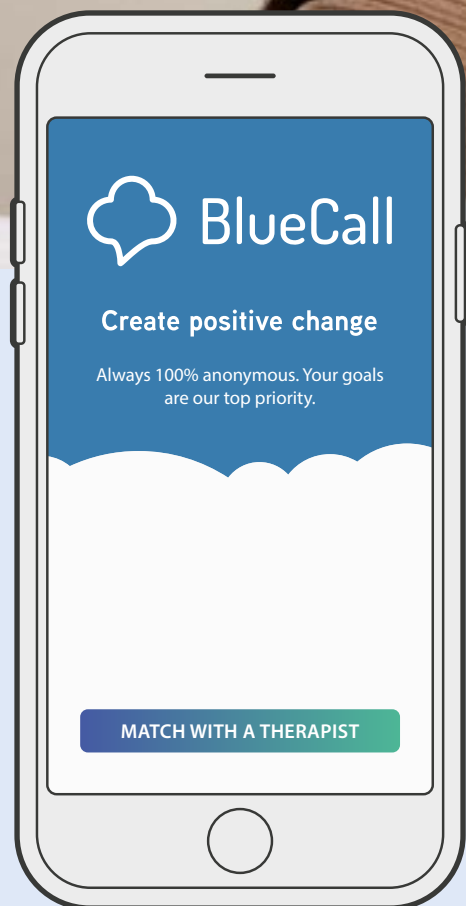 BlueCall
Create positive change
Always 100% anonymous. Your goals
are our top priority.
MATCH WITH A THERAPIST